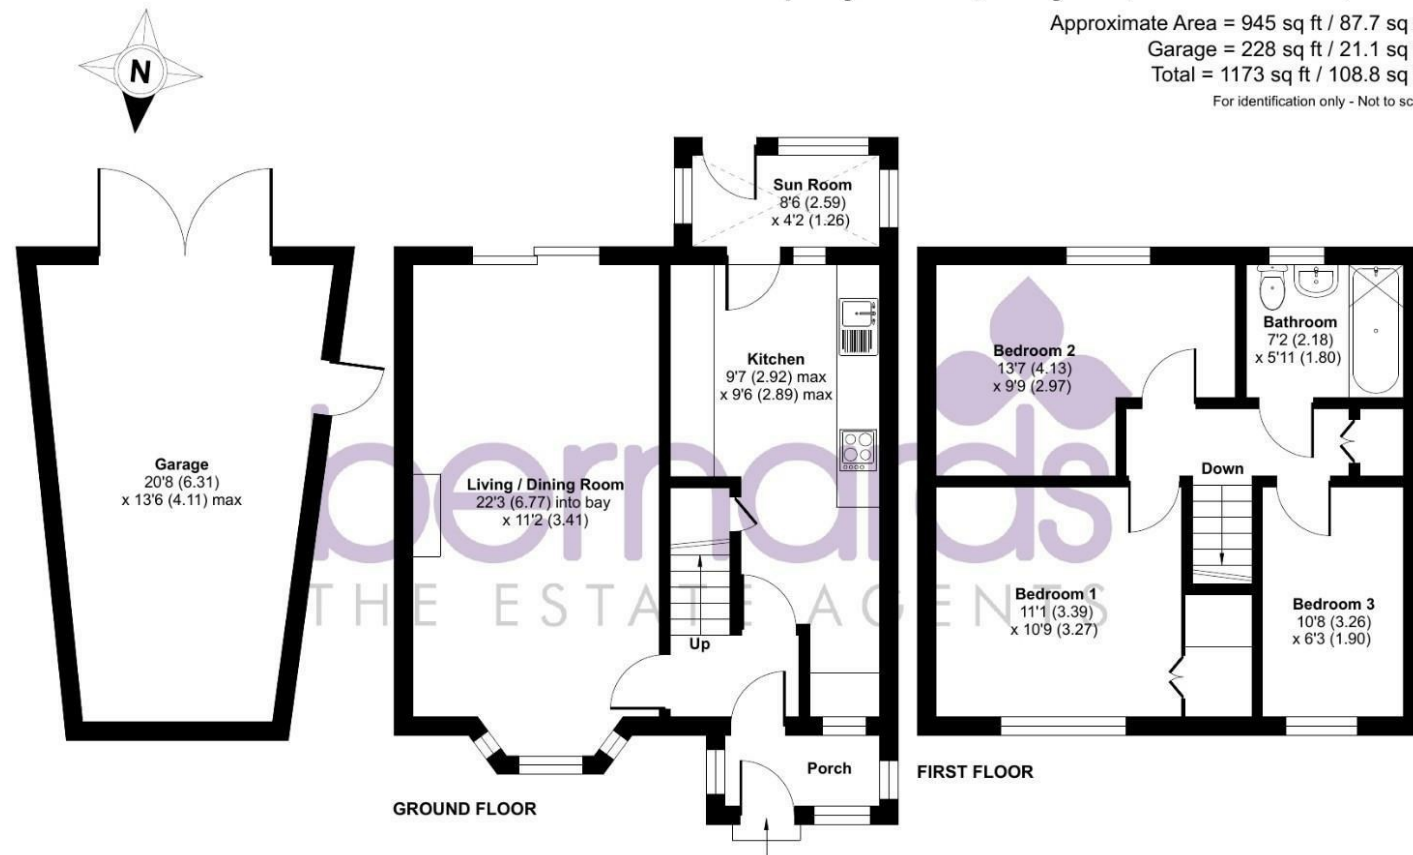 Approximate Area = 945 sq ft / 87.7 sq
Garage = 228 sq ft / 21.1 sq
Total = 1173 sq ft / 108.8 sq
For identification only - Not to sc
N
Sun Room
8'6 (2.59)
x 4'2 (1.26)
Kitchen
9'7 (2.92) max
x 9'6 (2.89) max
Bedroom 2
13'7 (4.13)
x 9'9 (2.97)
Bathroom
7'2 (2.18)
x 5'11 (1.80)
Garage
20'8 (6.31)
x 13'6 (4.11) max
Living / Dining Room
22'3 (6.77) into bay
x 11'2 (3.41)
Down
bernards
THE ESTATE AGENTS
Up
Bedroom 1
11'1 (3.39)
x 10'9 (3.27)
Bedroom 3
10'8 (3.26)
x 6'3 (1.90)
Porch
GROUND FLOOR
FIRST FLOOR